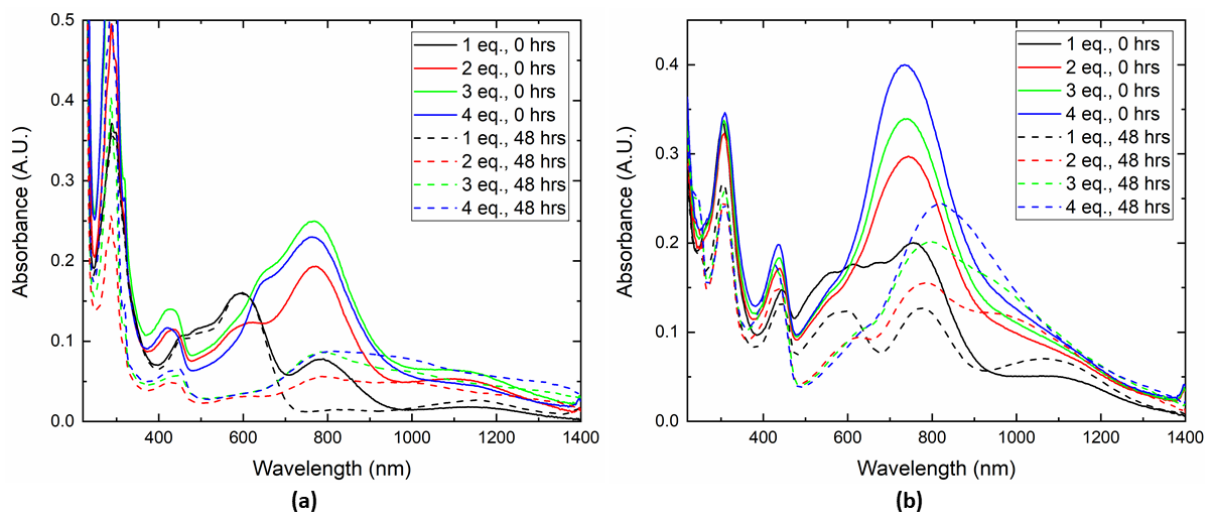 0.5
0.4
0.3
0.2
0.1
0.0
Absorbance (A.U.)
1 eq., 0 hrs
2 eq., 0 hrs
3 eq., 0 hrs
4 eq., 0 hrs
1 eq., 48 hrs
2 eq., 48 hrs
3 eq., 48 hrs
4 eq., 48 hrs
400 600 800 1000 1200 1400
Wavelength (nm)
(a)
0.4
0.3
0.2
0.1
0.0
Absorbance (A.U.)
1 eq., 0 hrs
2 eq., 0 hrs
3 eq., 0 hrs
4 eq., 0 hrs
1 eq., 48 hrs
2 eq., 48 hrs
3 eq., 48 hrs
4 eq., 48 hrs
400 600 800 1000 1200 1400
Wavelength (nm)
(b)